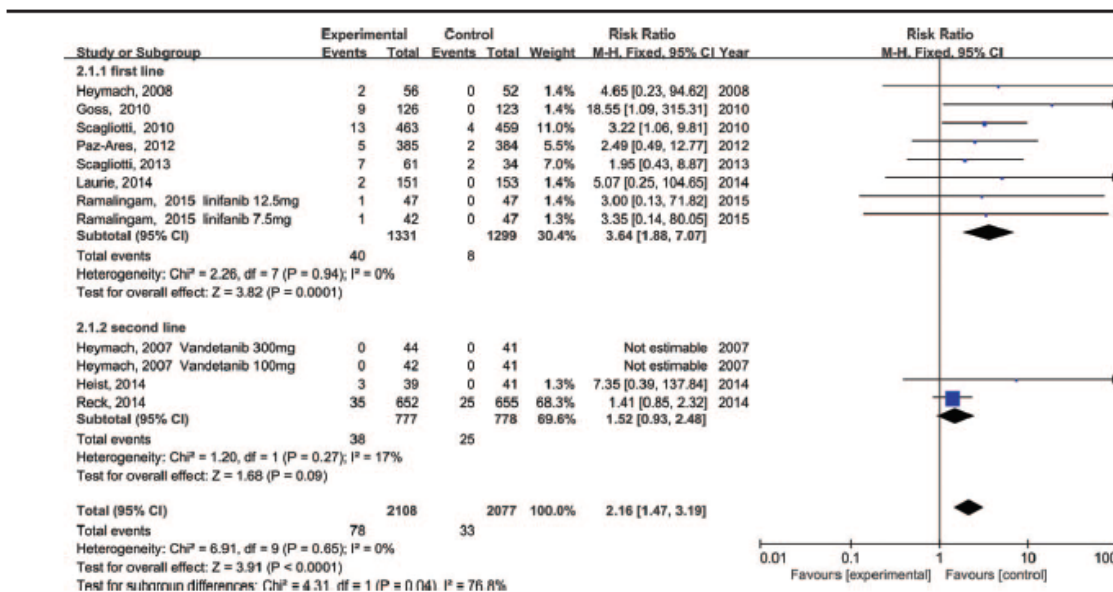 Experimental Control Risk Ratio Risk Ratio
Study or Subgroup Events Total Events Total Weight M-H, Fixed, 95% CI Year M-H, Fixed, 95% CI
2.1.1 first line
Heymach, 2008 2 56 0 52 1.4% 4.65 [0.23, 94.62] 2008
Goss, 2010 9 126 0 123 1.4% 18.55 [1.09, 315.31] 2010
Scagliotti, 2010 13 463 4 459 11.0% 3.22 [1.06, 9.81] 2010
Paz-Ares, 2012 5 385 2 384 5.5% 2.49 [0.49, 12.77] 2012
Scagliotti, 2013 7 61 2 34 7.0% 1.95 [0.43, 8.87] 2013
Laurie, 2014 2 151 0 153 1.4% 5.07 [0.25, 104.65] 2014
Ramalingam, 2015 linifanib 12.5mg 1 47 0 47 1.4% 3.00 [0.13, 71.82] 2015
Ramalingam, 2015 linifanib 7.5mg 1 42 0 47 1.3% 3.35 [0.14, 80.05] 2015
Subtotal (95% CI) 1331 1299 30.4% 3.64 [1.88, 7.07]
Total events 40 8
Heterogeneity: Chi² = 2.26, df = 7 (P = 0.94); I² = 0%
Test for overall effect: Z = 3.82 (P = 0.0001)
2.1.2 second line
Heymach, 2007 Vandetanib 300mg 0 44 0 41 Not estimable 2007
Heymach, 2007 Vandetanib 100mg 0 42 0 41 Not estimable 2007
Heist, 2014 3 39 0 41 1.3% 7.35 [0.39, 137.84] 2014
Reck, 2014 35 652 25 655 68.3% 1.41 [0.85, 2.32] 2014
Subtotal (95% CI) 777 778 69.6% 1.52 [0.93, 2.48]
Total events 38 25
Heterogeneity: Chi² = 1.20, df = 1 (P = 0.27); I² = 17%
Test for overall effect: Z = 1.68 (P = 0.09)
Total (95% CI) 2108 2077 100.0% 2.16 [1.47, 3.19]
Total events 78 33
Heterogeneity: Chi² = 6.91, df = 9 (P = 0.65); I² = 0%
Test for overall effect: Z = 3.91 (P < 0.0001)
Test for subgroup differences: Chi² = 4.31, df = 1 (P = 0.04), I² = 76.8%
0.01 0.1 1 10 100
Favours [experimental] Favours [control]